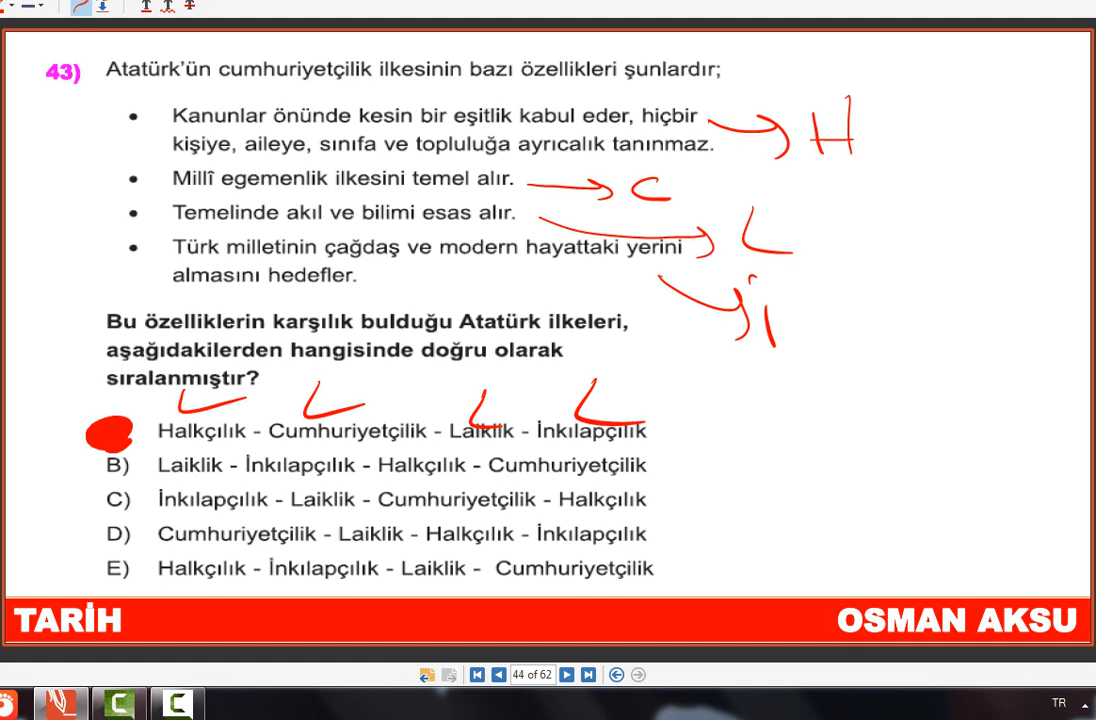 43) Atatürk'ün cumhuriyetçilik ilkesinin bazı özellikleri şunlardır;
• Kanunlar önünde kesin bir eşitlik kabul eder, hiçbir
kişiye, aileye, sınıfa ve topluluğa ayrıcalık tanınmaz.
H
• Millî egemenlik ilkesini temel alır.
C
• Temelinde akıl ve bilimi esas alır.
L
• Türk milletinin çağdaş ve modern hayattaki yerini
almasını hedefler.
İ
Bu özelliklerin karşılık bulduğu Atatürk ilkeleri,
aşağıdakilerden hangisinde doğru olarak
sıralanmıştır?
Halkçılık - Cumhuriyetçilik - Laiklik - İnkılapçılık
B) Laiklik - İnkılapçılık - Halkçılık - Cumhuriyetçilik
C) İnkılapçılık - Laiklik - Cumhuriyetçilik - Halkçılık
D) Cumhuriyetçilik - Laiklik - Halkçılık - İnkılapçılık
E) Halkçılık - İnkılapçılık - Laiklik - Cumhuriyetçilik
TARİH
OSMAN AKSU
44 of 62
TR